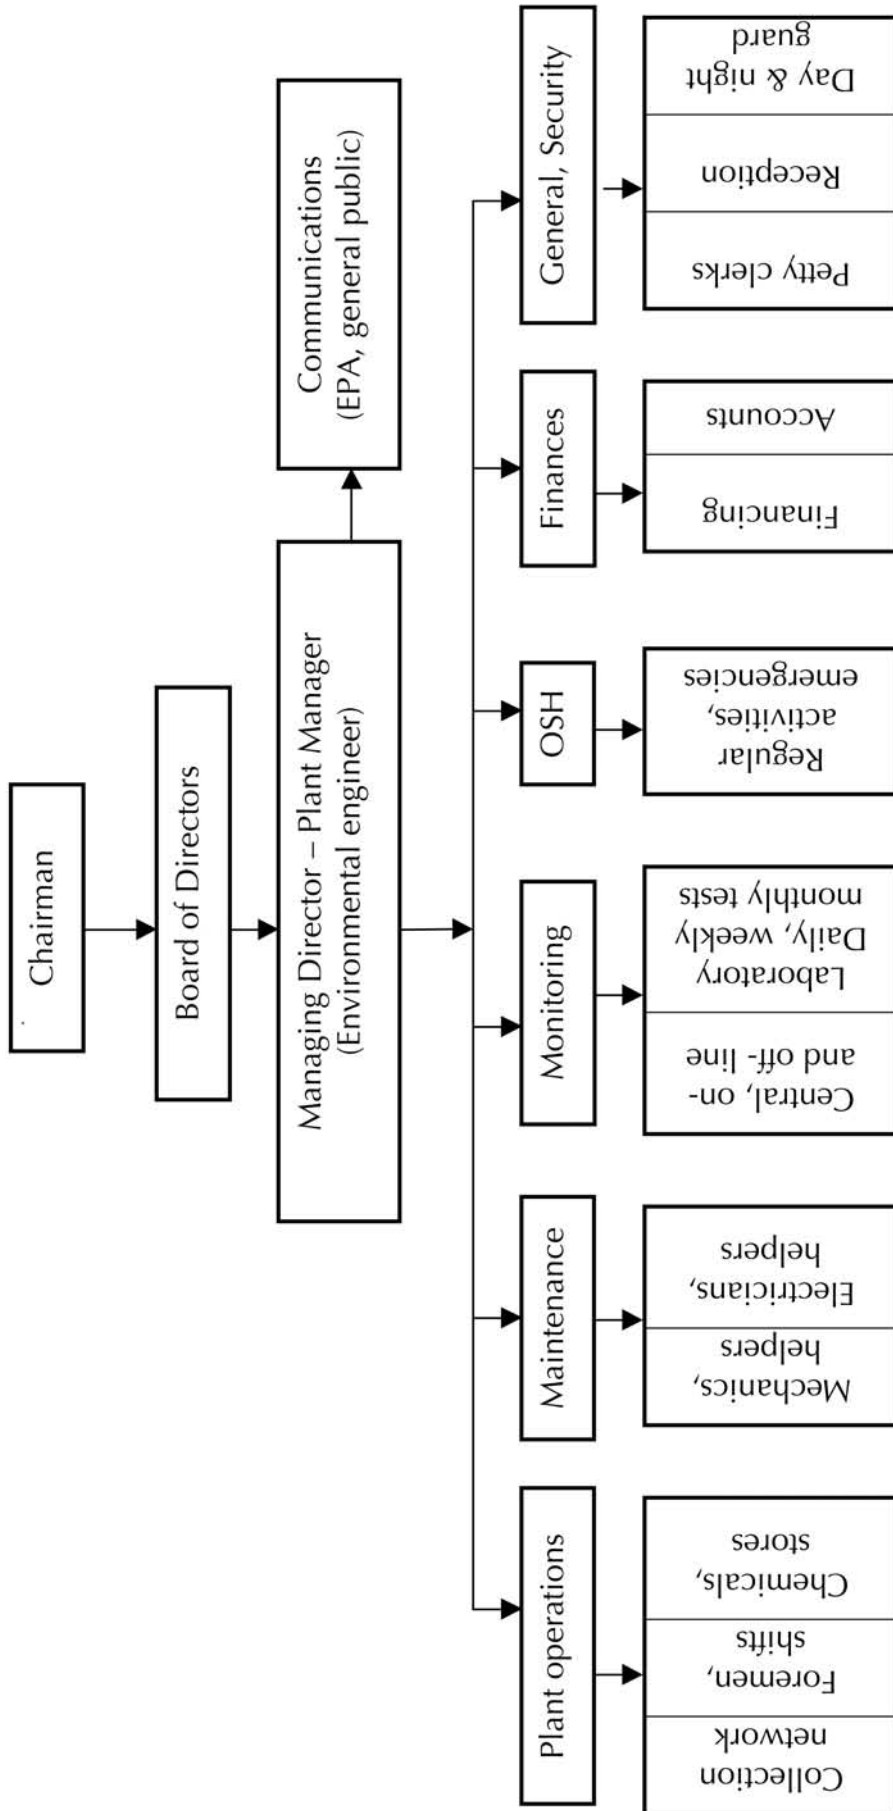 Chairman
Board of Directors
Managing Director – Plant Manager
(Environmental engineer)
Communications
(EPA, general public)
Plant operations
Maintenance
Monitoring
OSH
Finances
General, Security
Collection
network
Foremen,
shifts
Chemicals,
stores
Mechanics,
helpers
Electricians,
helpers
Central, on-
and off- line
Laboratory
Daily, weekly
monthly tests
Regular
activities,
emergencies
Financing
Accounts
Petty clerks
Reception
Day & night
guard